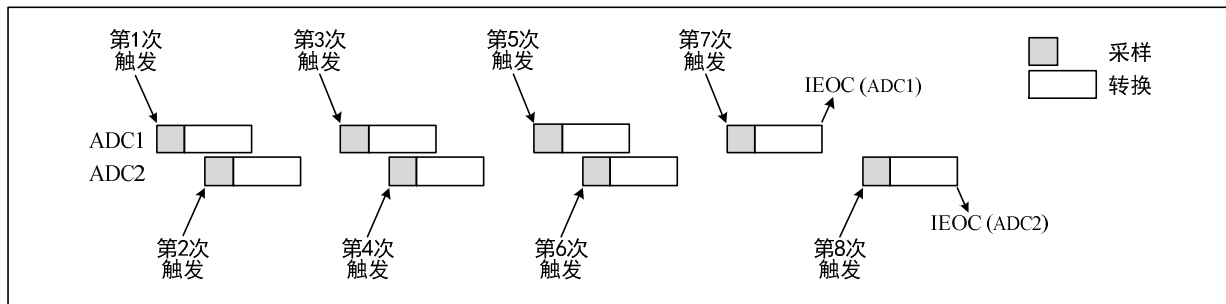 第1次
触发
第3次
触发
第5次
触发
第7次
触发
采样
转换
IEOC (ADC1)
ADC1
ADC2
IEOC (ADC2)
第2次
触发
第4次
触发
第6次
触发
第8次
触发